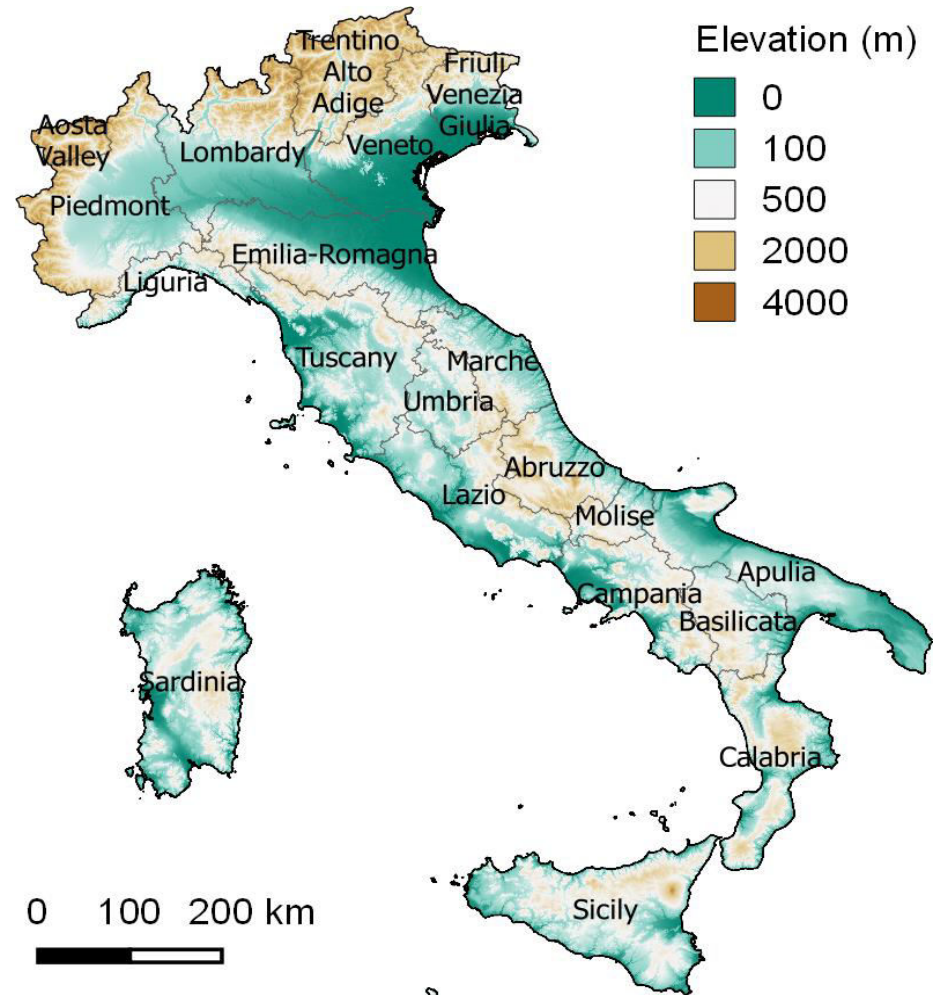 Elevation (m)
0
100
500
2000
4000
Trentino
Alto
Adige
Friuli
Venezia
Giulia
Aosta
Valley
Lombardy
Veneto
Piedmont
Emilia-Romagna
Liguria
Tuscany
Marche
Umbria
Abruzzo
Lazio
Molise
Apulia
Campania
Basilicata
Sardinia
Calabria
Sicily
0 100 200 km